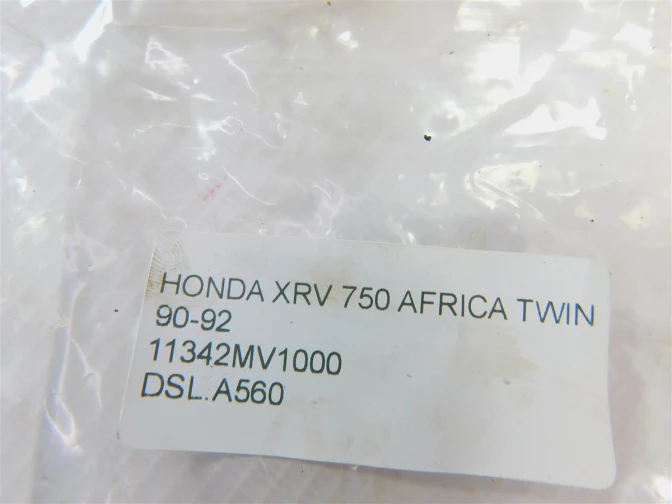 HONDA XRV 750 AFRICA TWIN
90-92
11342MV1000
DSL.A560